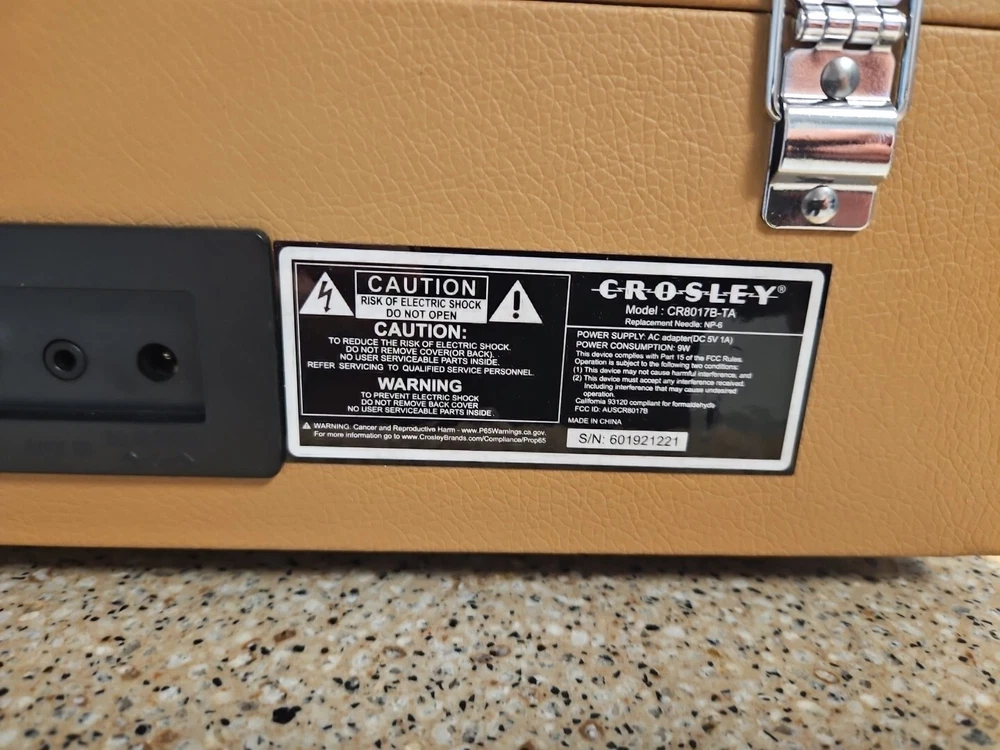 CAUTION
RISK OF ELECTRIC SHOCK
DO NOT OPEN
CAUTION:
TO REDUCE THE RISK OF ELECTRIC SHOCK.
DO NOT REMOVE COVER(OR BACK).
NO USER SERVICEABLE PARTS INSIDE.
REFER SERVICING TO QUALIFIED SERVICE PERSONNEL.
WARNING
TO PREVENT ELECTRIC SHOCK
DO NOT REMOVE BACK COVER
NO USER SERVICEABLE PARTS INSIDE.
WARNING: Cancer and Reproductive Harm - www.P65Warnings.ca.gov.
For more information go to www.CrosleyBrands.com/Compliance/Prop65
CROSLEY®
Model : CR8017B-TA
Replacement Needle: NP-6
POWER SUPPLY: AC adapter(DC 5V 1A)
POWER CONSUMPTION: 9W
This device complies with Part 15 of the FCC Rules.
Operation is subject to the following two conditions:
(1) This device may not cause harmful interference, and
(2) This device must accept any interference received.
Including interference that may cause undesired
operation.
California 93120 compliant for formaldehyde
FCC ID: AUSCR8017B
MADE IN CHINA
S/N: 601921221